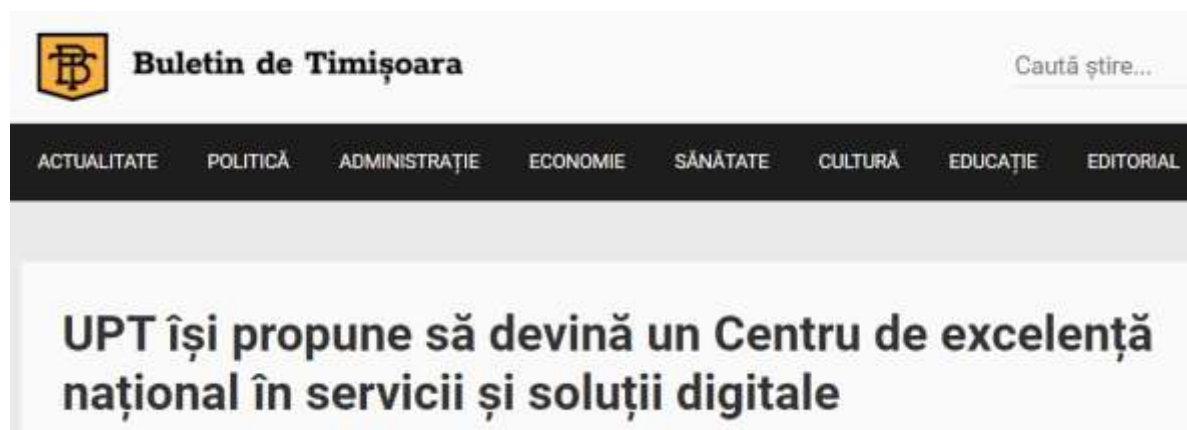 Buletin de Timișoara
Caută știre...
ACTUALITATE POLITICĂ ADMINISTRAȚIE ECONOMIE SĂNĂTATE CULTURĂ EDUCAȚIE EDITORIAL
UPT își propune să devină un Centru de excelență
național în servicii și soluții digitale